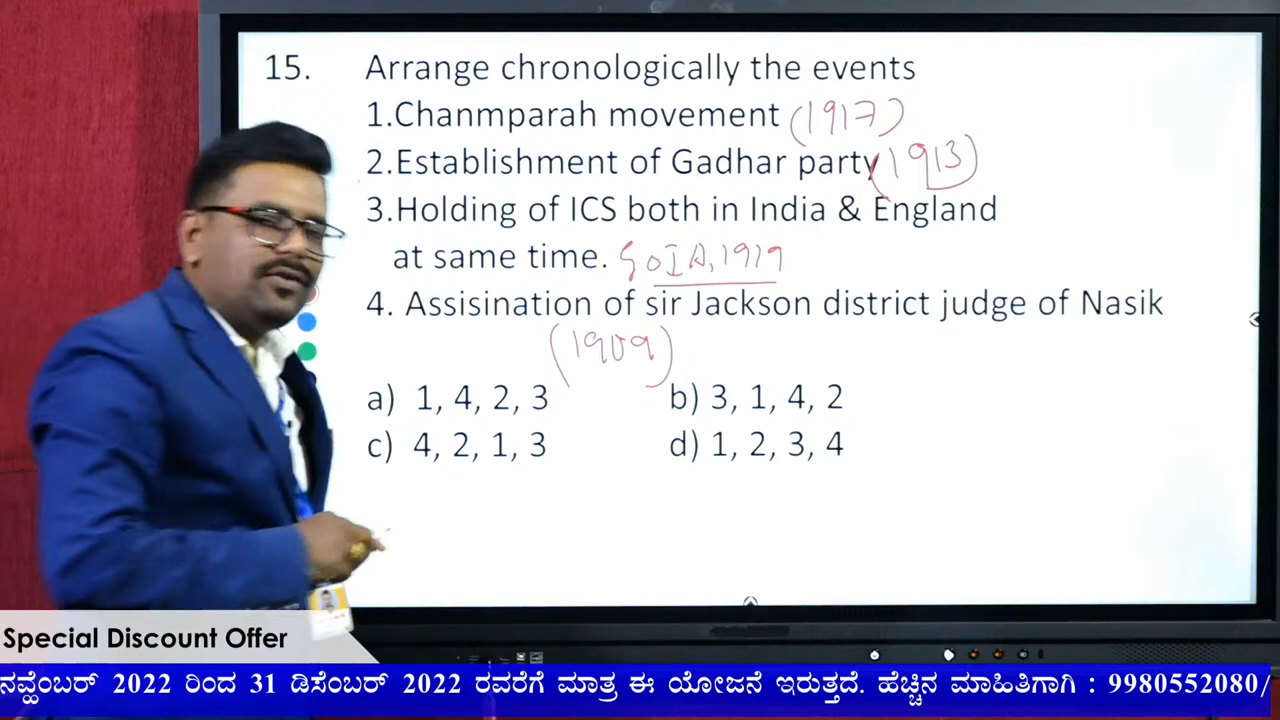 15. Arrange chronologically the events
1.Chanmparah movement (1917)
2.Establishment of Gadhar party (1913)
3.Holding of ICS both in India & England
at same time. GOIA, 1919
4. Assisination of sir Jackson district judge of Nasik
(1909)
a) 1, 4, 2, 3 b) 3, 1, 4, 2
c) 4, 2, 1, 3 d) 1, 2, 3, 4
Special Discount Offer
ನವ್ಹೆಂಬರ್ 2022 ರಿಂದ 31 ಡಿಸೆಂಬರ್ 2022 ರವರೆಗೆ ಮಾತ್ರ ಈ ಯೋಜನೆ ಇರುತ್ತದೆ. ಹೆಚ್ಚಿನ ಮಾಹಿತಿಗಾಗಿ : 9980552080/